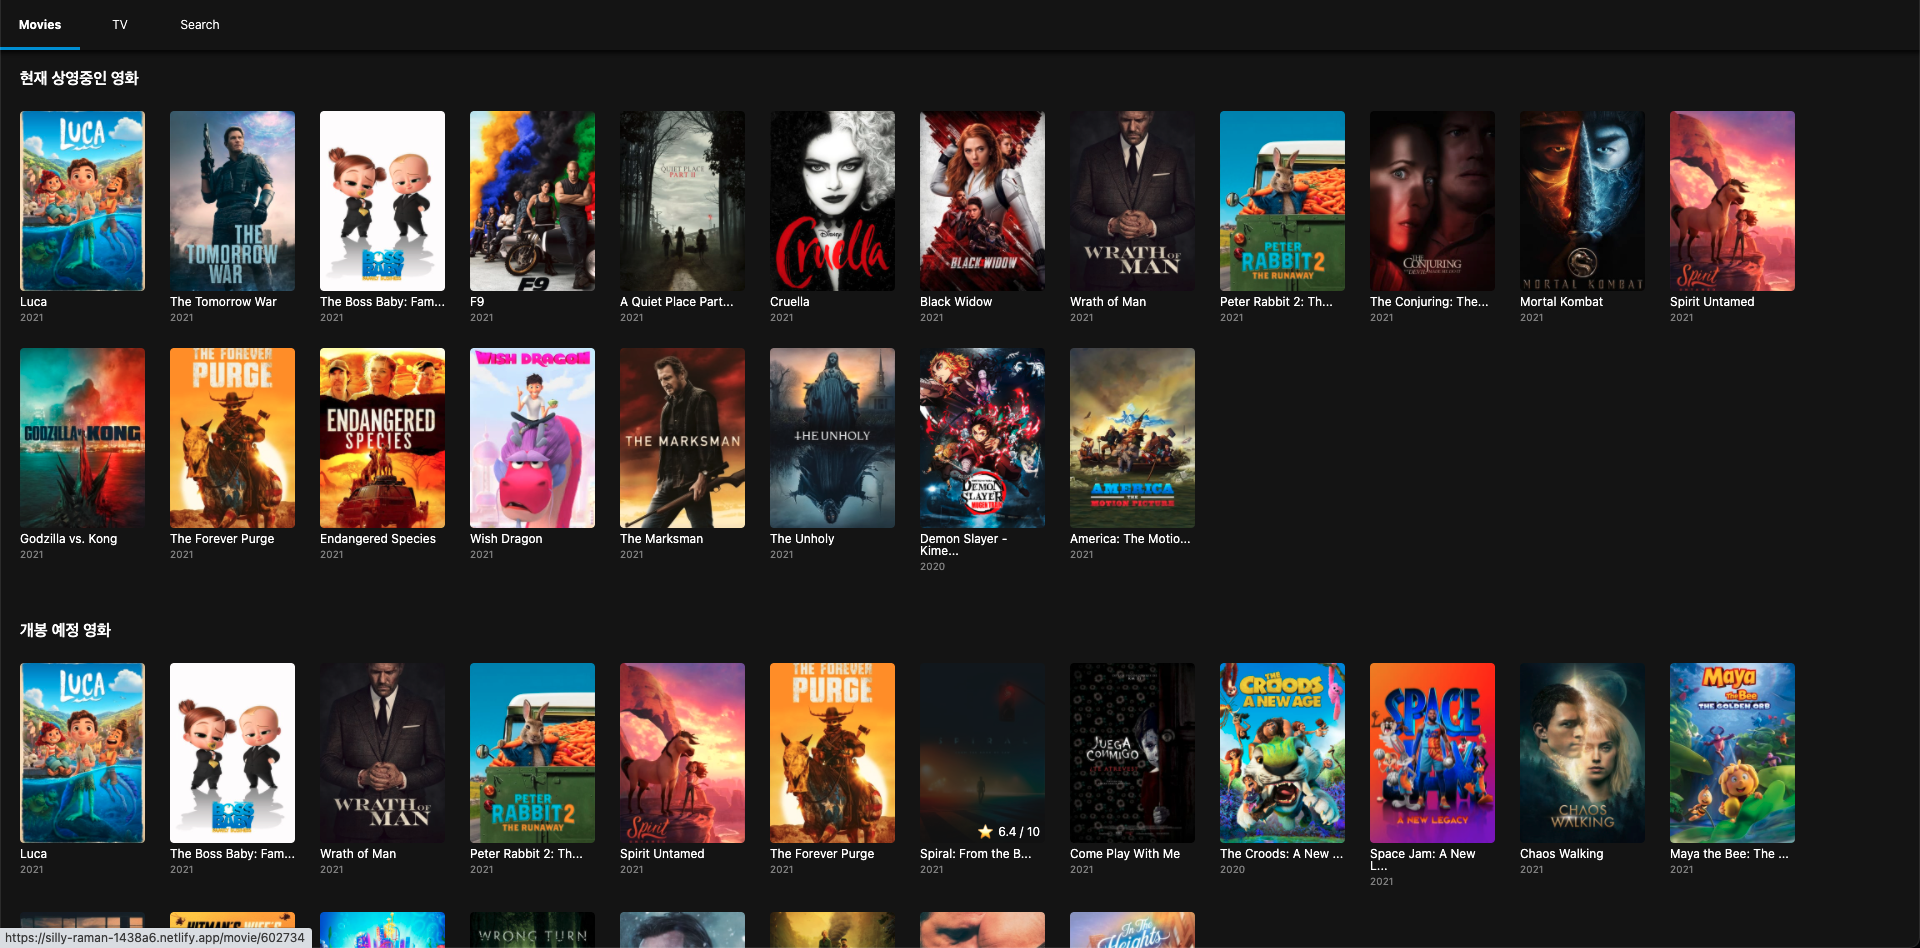 Movies TV Search
현재 상영중인 영화
LUCA
THE TOMORROW WAR
BOSS BABY
F9
A QUIET PLACE PART II
Disney Cruella
BLACK WIDOW
WRATH OF MAN
PETER RABBIT 2 THE RUNAWAY
THE CONJURING
MORTAL KOMBAT
Spirit
Luca
2021
The Tomorrow War
2021
The Boss Baby: Fam...
2021
F9
2021
A Quiet Place Part...
2021
Cruella
2021
Black Widow
2021
Wrath of Man
2021
Peter Rabbit 2: Th...
2021
The Conjuring: The...
2021
Mortal Kombat
2021
Spirit Untamed
2021
GODZILLA VS KONG
THE FOREVER PURGE
ENDANGERED SPECIES
WISH DRAGON
THE MARKSMAN
THE UNHOLY
DEMON SLAYER
AMERICA THE MOTION PICTURE
Godzilla vs. Kong
2021
The Forever Purge
2021
Endangered Species
2021
Wish Dragon
2021
The Marksman
2021
The Unholy
2021
Demon Slayer -
Kime...
2020
America: The Motio...
2021
개봉 예정 영화
LUCA
BOSS BABY
WRATH OF MAN
PETER RABBIT 2 THE RUNAWAY
Spirit
THE FOREVER PURGE
6.4 / 10
JUEGA CONMIGO
THE CROODS A NEW AGE
SPACE JAM A NEW LEGACY
CHAOS WALKING
Maya the Bee THE GOLDEN ORB
Luca
2021
The Boss Baby: Fam...
2021
Wrath of Man
2021
Peter Rabbit 2: Th...
2021
Spirit Untamed
2021
The Forever Purge
2021
Spiral: From the B...
2021
Come Play With Me
2021
The Croods: A New ...
2020
Space Jam: A New
L...
2021
Chaos Walking
2021
Maya the Bee: The ...
2021
HITMAN'S WIFE'S
WRONG TURN
In The Heights
https://silly-raman-1438a6.netlify.app/movie/602734